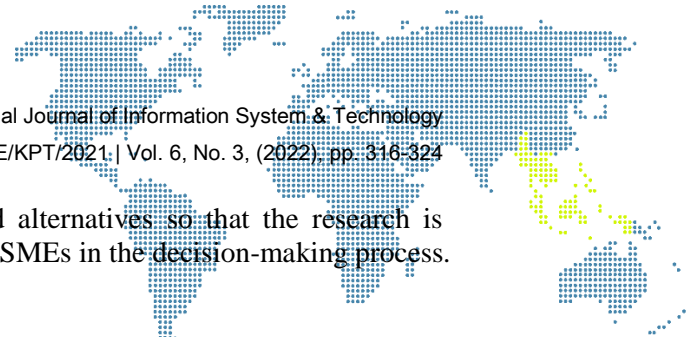 al Journal of Information System & Technology
E/KPT/2021 | Vol. 6, No. 3, (2022), pp. 316-324
d alternatives so that the research is
SMEs in the decision-making process.